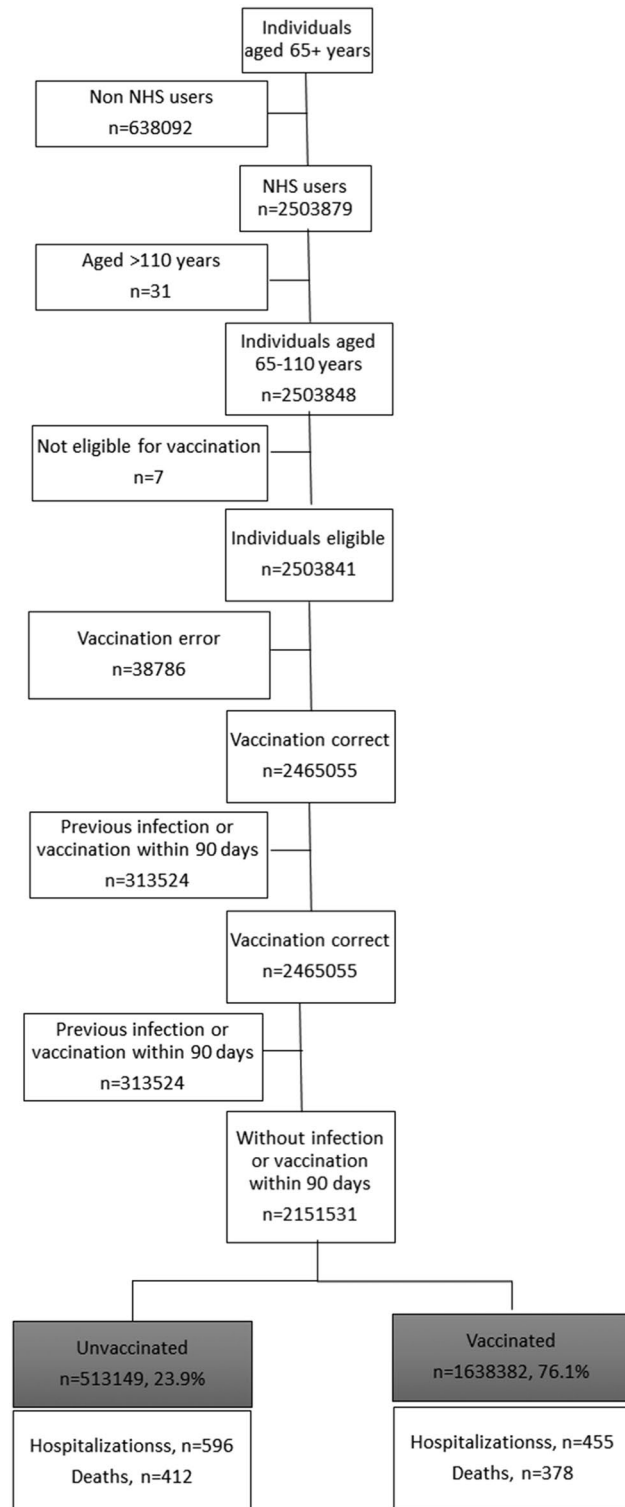 Individuals
aged 65+ years
Non NHS users
n=638092
NHS users
n=2503879
Aged >110 years
n=31
Individuals aged
65-110 years
n=2503848
Not eligible for vaccination
n=7
Individuals eligible
n=2503841
Vaccination error
n=38786
Vaccination correct
n=2465055
Previous infection or
vaccination within 90 days
n=313524
Vaccination correct
n=2465055
Previous infection or
vaccination within 90 days
n=313524
Without infection
or vaccination
within 90 days
n=2151531
Unvaccinated
n=513149, 23.9%
Hospitalizationss, n=596
Deaths, n=412
Vaccinated
n=1638382, 76.1%
Hospitalizationss, n=455
Deaths, n=378